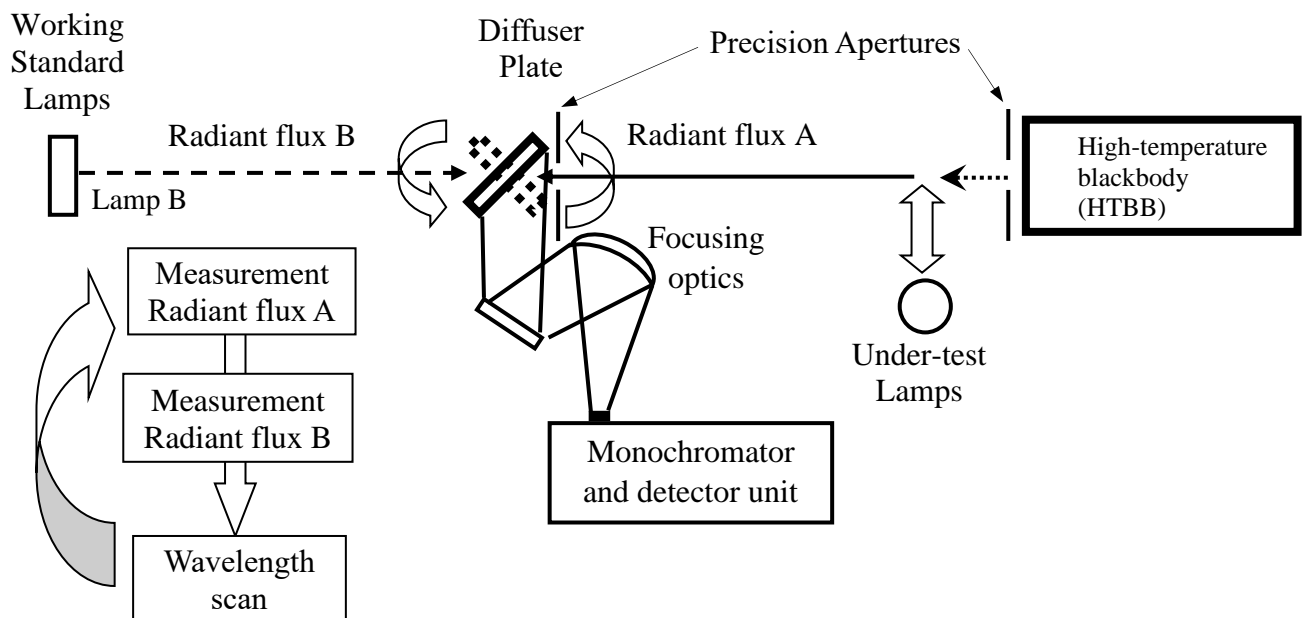 Working
Standard
Lamps
Diffuser
Plate
Precision Apertures
Radiant flux B
Radiant flux A
High-temperature
blackbody
(HTBB)
Lamp B
Focusing
optics
Measurement
Radiant flux A
Under-test
Lamps
Measurement
Radiant flux B
Monochromator
and detector unit
Wavelength
scan